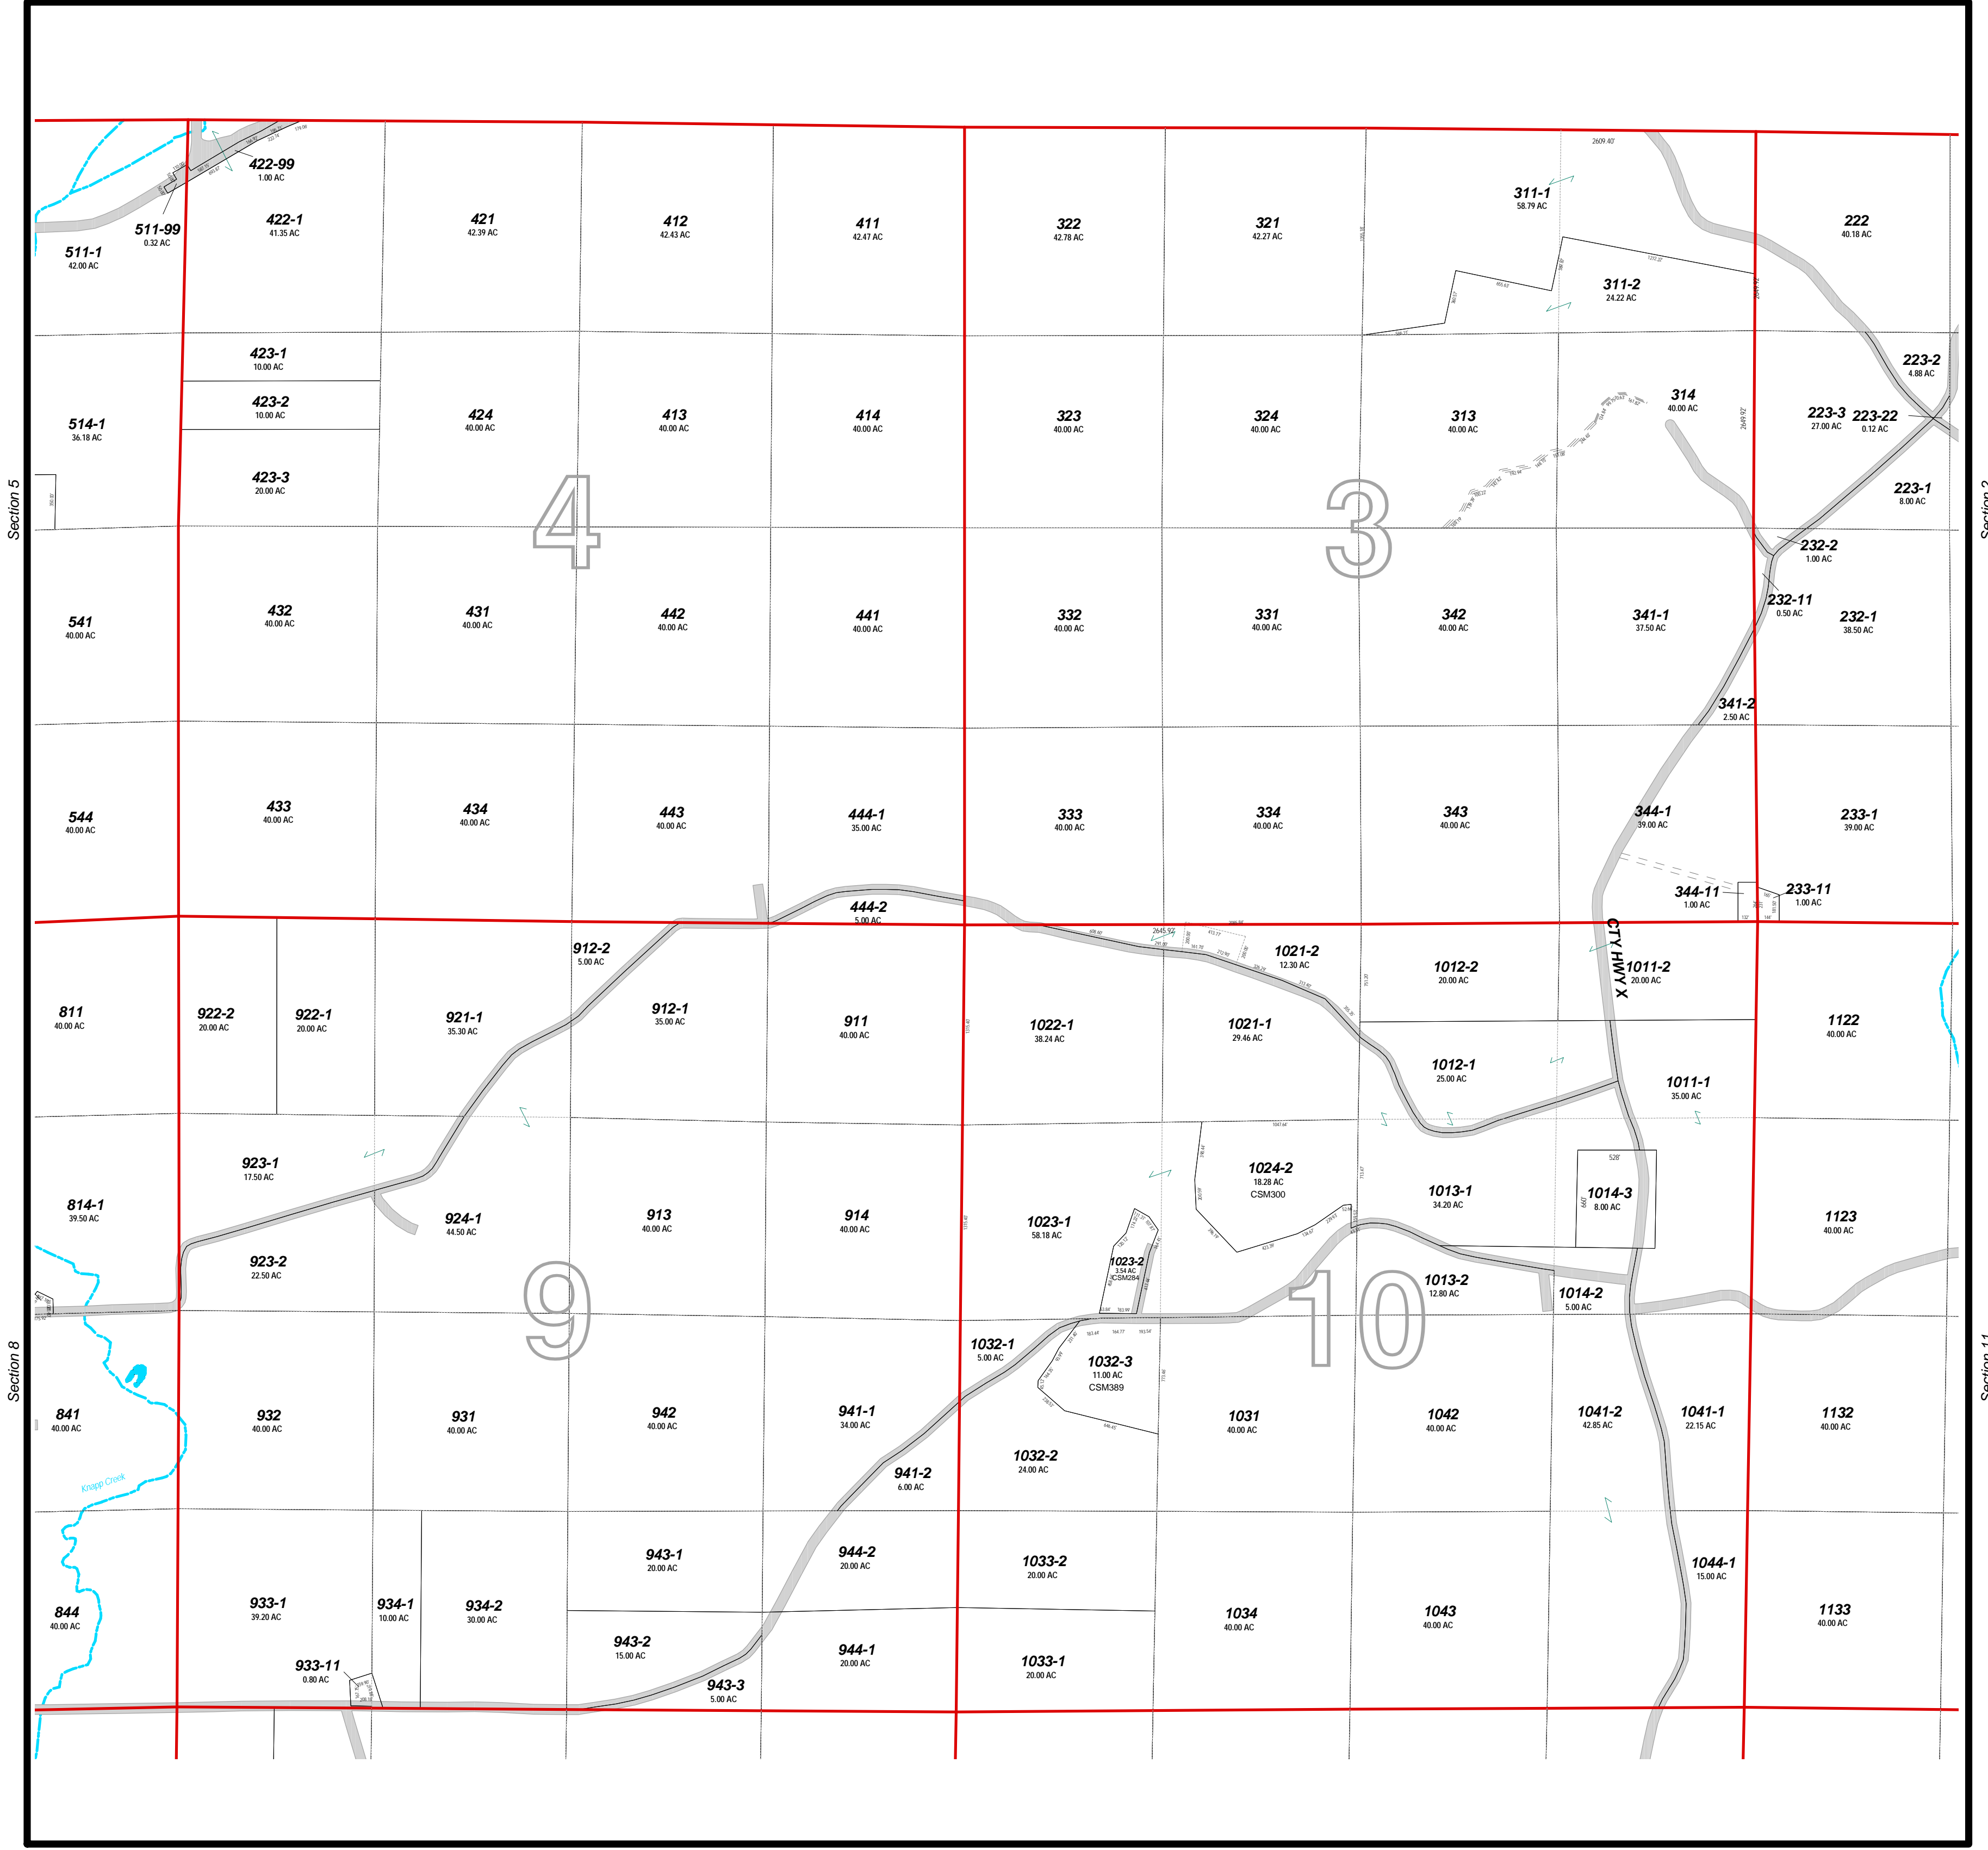 2609.40'
422-99
1.00 AC
311-1
58.79 AC
511-99
0.32 AC
422-1
41.35 AC
421
42.39 AC
412
42.43 AC
411
42.47 AC
322
42.78 AC
321
42.27 AC
222
40.18 AC
511-1
42.00 AC
311-2
24.22 AC
2649.92'
423-1
10.00 AC
223-2
4.88 AC
423-2
10.00 AC
514-1
36.18 AC
424
40.00 AC
413
40.00 AC
414
40.00 AC
323
40.00 AC
324
40.00 AC
313
40.00 AC
314
40.00 AC
2649.92'
223-3
27.00 AC
223-22
0.12 AC
423-3
20.00 AC
223-1
8.00 AC
Section 5
4
3
Section 2
232-2
1.00 AC
232-11
0.50 AC
541
40.00 AC
432
40.00 AC
431
40.00 AC
442
40.00 AC
441
40.00 AC
332
40.00 AC
331
40.00 AC
342
40.00 AC
341-1
37.50 AC
232-1
38.50 AC
341-2
2.50 AC
544
40.00 AC
433
40.00 AC
434
40.00 AC
443
40.00 AC
444-1
35.00 AC
333
40.00 AC
334
40.00 AC
343
40.00 AC
344-1
39.00 AC
233-1
39.00 AC
344-11
1.00 AC
233-11
1.00 AC
132'
144'
444-2
5.00 AC
2645.92'
CTY HWY X
912-2
5.00 AC
1021-2
12.30 AC
1012-2
20.00 AC
1011-2
20.00 AC
811
40.00 AC
922-2
20.00 AC
922-1
20.00 AC
921-1
35.30 AC
912-1
35.00 AC
911
40.00 AC
1022-1
38.24 AC
1021-1
29.46 AC
1122
40.00 AC
1012-1
25.00 AC
1011-1
35.00 AC
1047.66'
923-1
17.50 AC
528'
660'
1024-2
18.28 AC
CSM300
1013-1
34.20 AC
1014-3
8.00 AC
814-1
39.50 AC
924-1
44.50 AC
913
40.00 AC
914
40.00 AC
1023-1
58.18 AC
1123
40.00 AC
923-2
22.50 AC
1023-2
3.54 AC
CSM284
1013-2
12.80 AC
1014-2
5.00 AC
9
10
Section 8
Section 11
1032-1
5.00 AC
1032-3
11.00 AC
CSM389
841
40.00 AC
932
40.00 AC
931
40.00 AC
942
40.00 AC
941-1
34.00 AC
1031
40.00 AC
1042
40.00 AC
1041-2
42.85 AC
1041-1
22.15 AC
1132
40.00 AC
1032-2
24.00 AC
Knapp Creek
941-2
6.00 AC
943-1
20.00 AC
944-2
20.00 AC
1033-2
20.00 AC
1044-1
15.00 AC
844
40.00 AC
933-1
39.20 AC
934-1
10.00 AC
934-2
30.00 AC
1034
40.00 AC
1043
40.00 AC
1133
40.00 AC
943-2
15.00 AC
944-1
20.00 AC
1033-1
20.00 AC
933-11
0.80 AC
943-3
5.00 AC